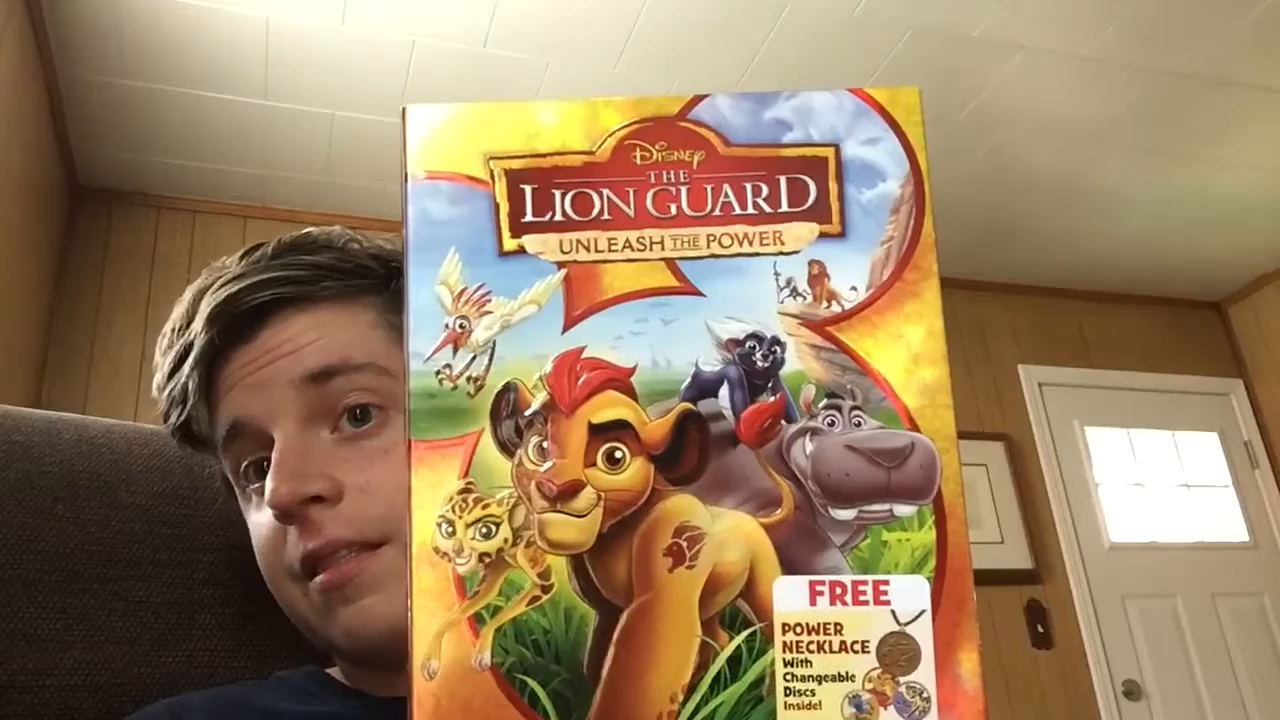 DISNEY
THE
LION GUARD
UNLEASH THE POWER
FREE
POWER
NECKLACE
With
Changeable
Discs
Inside!